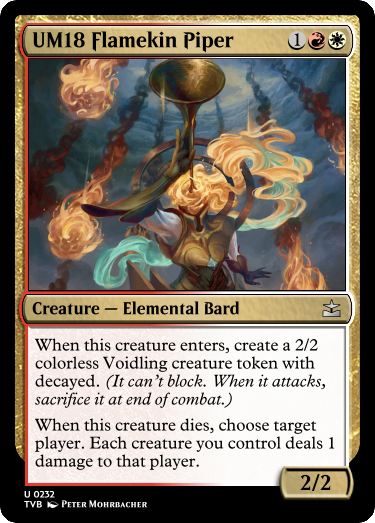 UM18 Flamekin Piper 1
Creature — Elemental Bard
When this creature enters, create a 2/2
colorless Voidling creature token with
decayed. (It can't block. When it attacks,
sacrifice it at end of combat.)
When this creature dies, choose target
player. Each creature you control deals 1
damage to that player.
2/2
U 0232
TVB Peter Mohrbacher